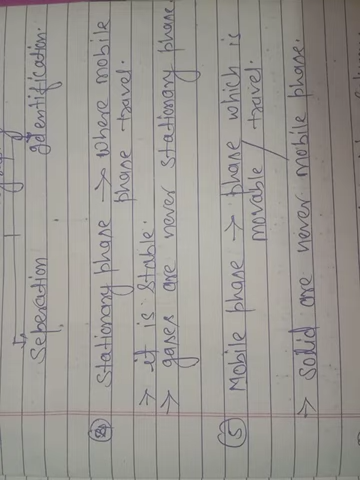 Seperation Identification.
④ Stationary phase → Where mobile
phase travel.
→ it is stable.
→ gases are never stationary phase.
⑤ Mobile phase → phase which is
movable / travel.
→ solid are never mobile phase.